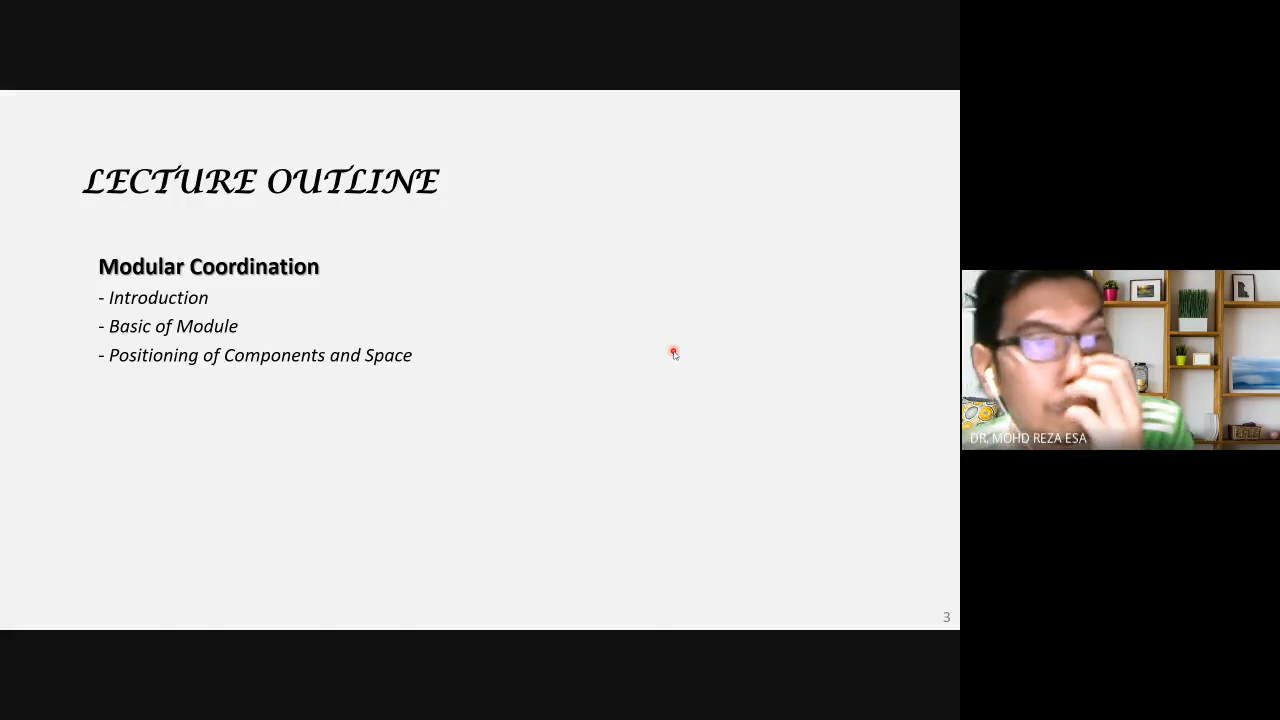 LECTURE OUTLINE
Modular Coordination
- Introduction
- Basic of Module
- Positioning of Components and Space
3
DR. MOHD REZA ESA